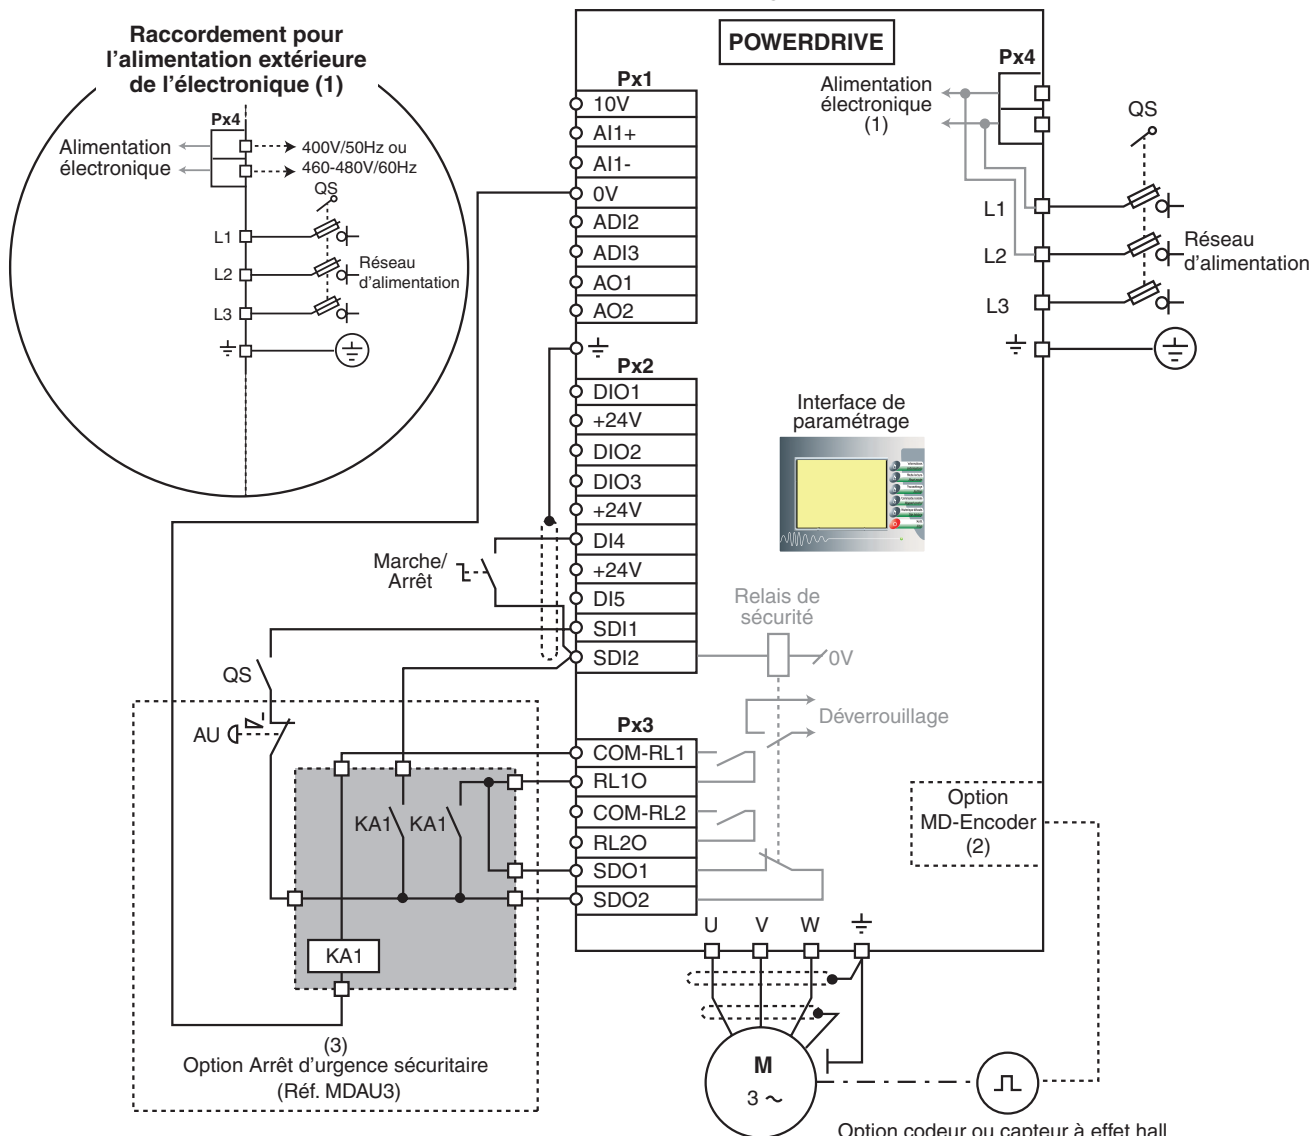 Raccordement pour
l'alimentation extérieure
de l'électronique (1)
Px4
Alimentation
électronique
400V/50Hz ou
460-480V/60Hz
QS
L1
L2
L3
Réseau
d'alimentation
POWERDRIVE
Px1
10V
AI1+
AI1-
0V
ADI2
ADI3
AO1
AO2
Px2
DIO1
+24V
DIO2
DIO3
+24V
DI4
+24V
DI5
SDI1
SDI2
Px3
COM-RL1
RL1O
COM-RL2
RL2O
SDO1
SDO2
Alimentation
électronique
(1)
Px4
QS
L1
L2
L3
Réseau
d'alimentation
Interface de
paramétrage
Marche/
Arrêt
Relais de
sécurité
0V
Déverrouillage
QS
AU
KA1
KA1
KA1
(3)
Option Arrêt d'urgence sécuritaire
(Réf. MDAU3)
Option
MD-Encoder
(2)
U
V
W
M
3 ~
Option codeur ou capteur à effet hall